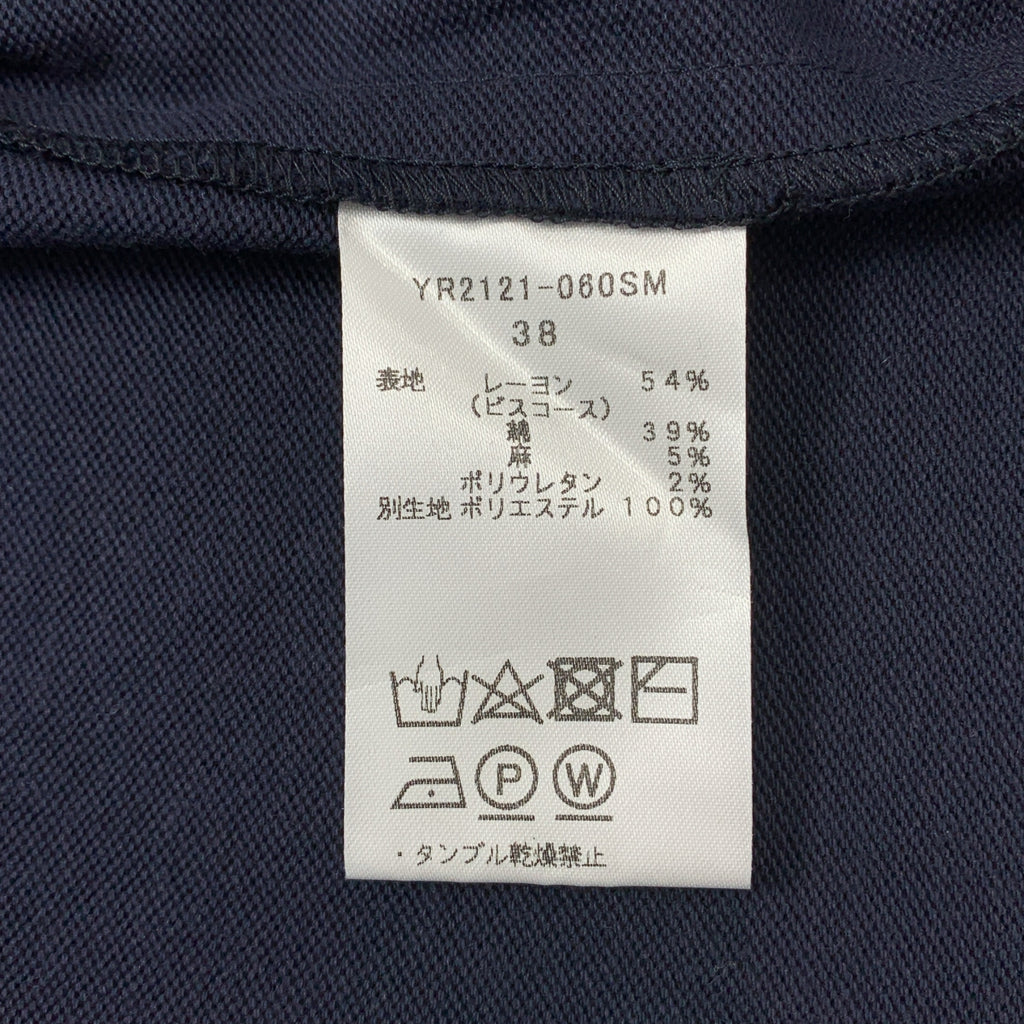 YR2121-060SM
38
表地 レーヨン 54%
(ビスコース)
綿 39%
麻 5%
ポリウレタン 2%
別生地 ポリエステル 100%
P W
・タンブル乾燥禁止